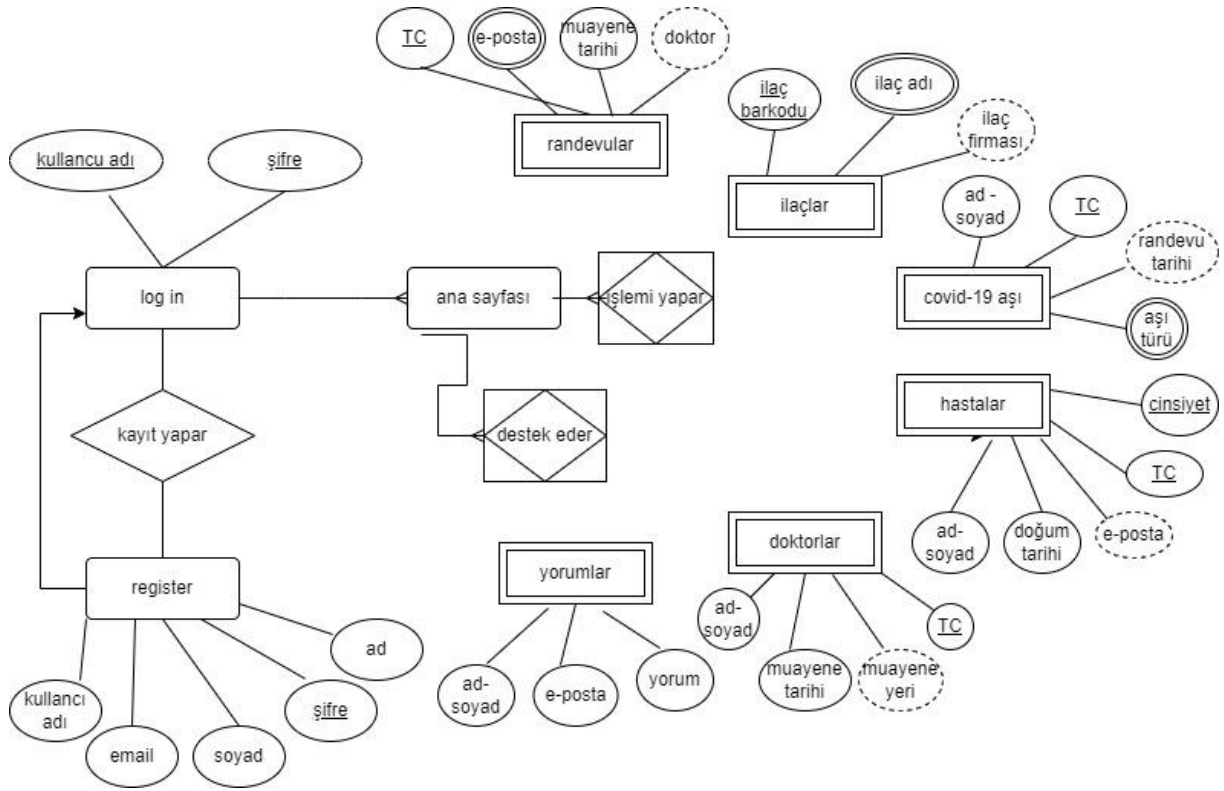 TC
e-posta
muayene
tarihi
doktor
randevular
ilaç
barkodu
ilaç adı
ilaç
firması
ilaçlar
kullancu adı
şifre
log in
ana sayfası
işlemi yapar
ad -
soyad
TC
randevu
tarihi
covid-19 aşı
aşı
türü
kayıt yapar
destek eder
hastalar
cinsiyet
TC
ad-
soyad
doğum
tarihi
e-posta
register
kullancı
adı
email
soyad
şifre
ad
yorumlar
ad-
soyad
e-posta
yorum
doktorlar
ad-
soyad
muayene
tarihi
muayene
yeri
TC